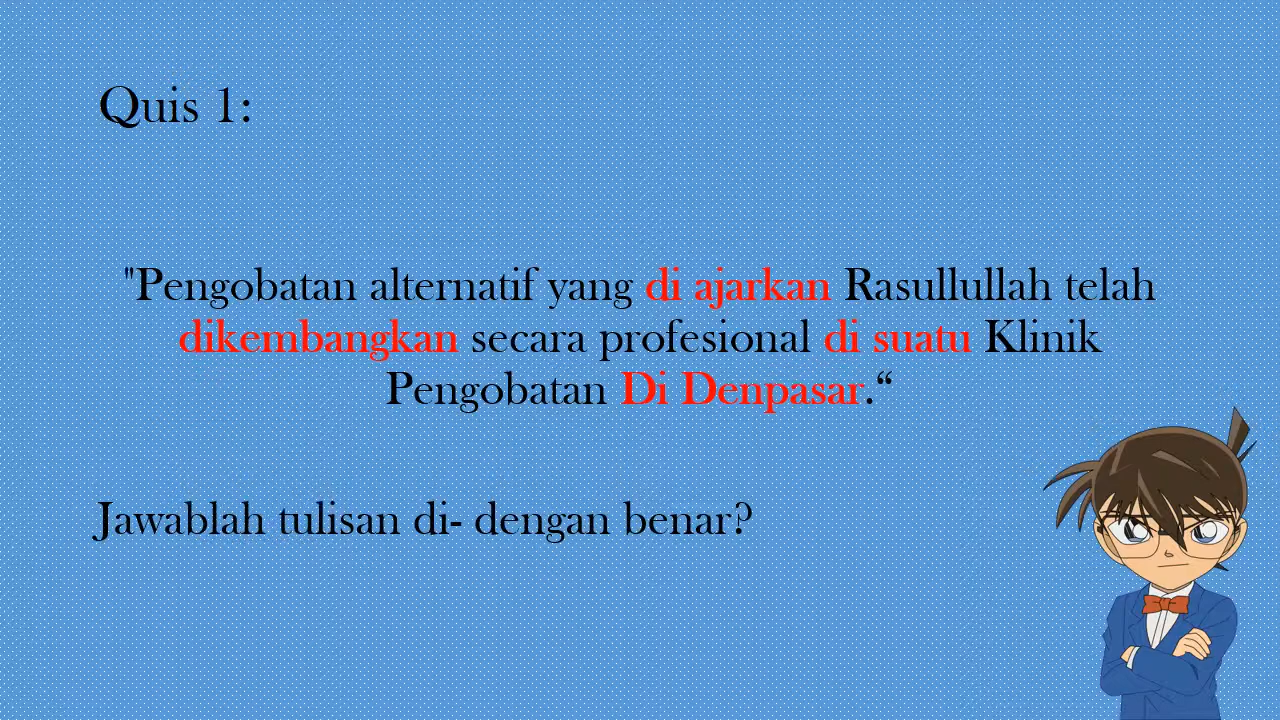 Quis 1:
"Pengobatan alternatif yang di ajarkan Rasullullah telah
dikembangkan secara profesional di suatu Klinik
Pengobatan Di Denpasar.“
Jawablah tulisan di- dengan benar?